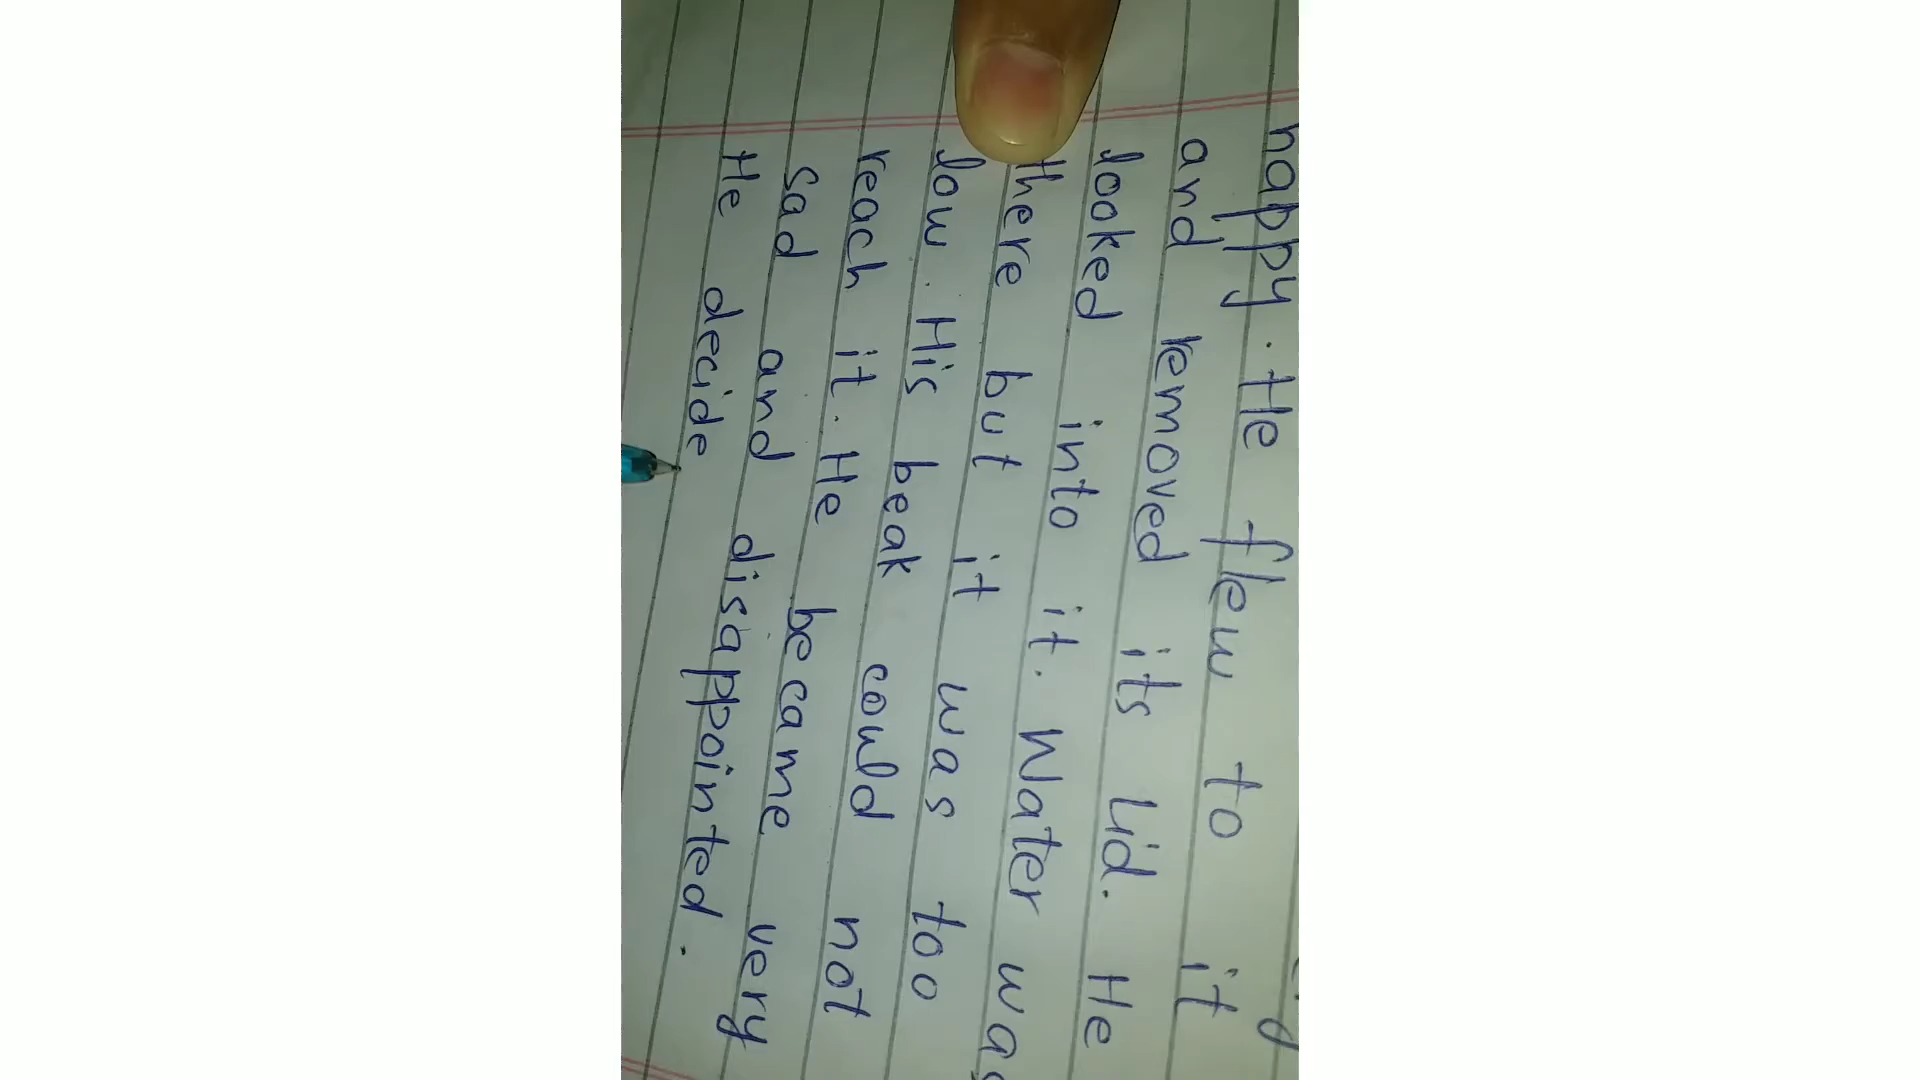 happy. He flew to it
and removed its lid. He
looked into it. Water was
there but it was too
low. His beak could not
reach it. He became very
sad and disappointed.
He decide